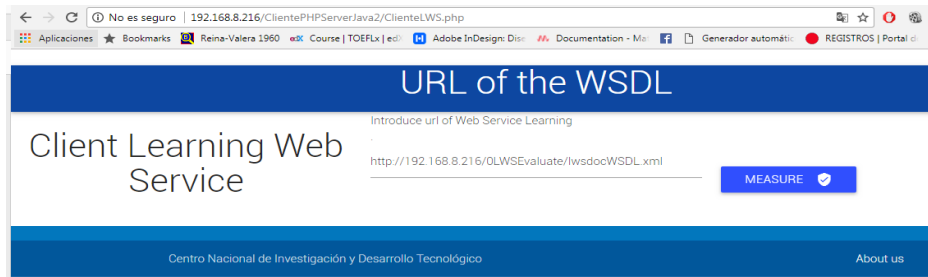 No es seguro | 192.168.8.216/ClientePHPServerJava2/ClienteLWS.php
Aplicaciones Bookmarks Reina-Valera 1960 Course | TOEFLx | ed Adobe InDesign: Dise Documentation - Ma Generador automátic REGISTROS | Portal d
URL of the WSDL
Client Learning Web
Service
Introduce url of Web Service Learning
.
http://192.168.8.216/0LWSEvaluate/lwsdocWSDL.xml
MEASURE
Centro Nacional de Investigación y Desarrollo Tecnológico
About us